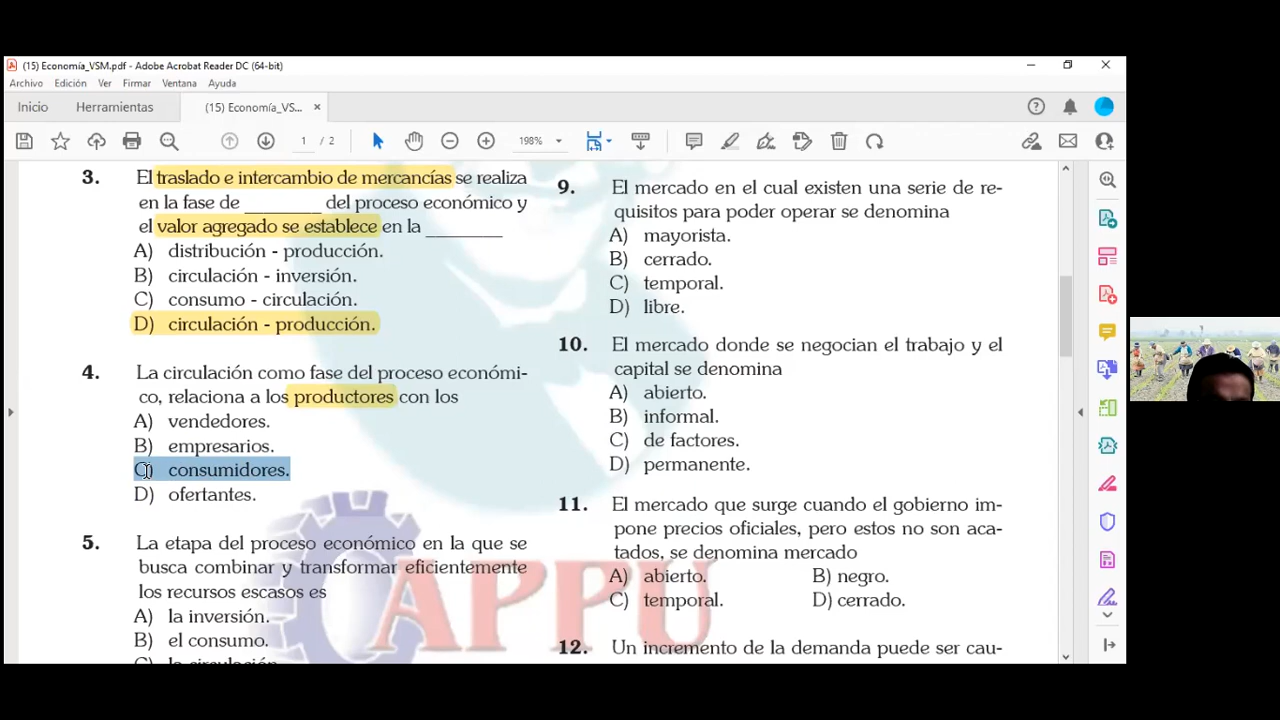 (15) Economía_VSM.pdf - Adobe Acrobat Reader DC (64-bit)
Archivo Edición Ver Firmar Ventana Ayuda
Inicio Herramientas (15) Economía_VS... ×
1 / 2 198%
3. El traslado e intercambio de mercancías se realiza
en la fase de ________ del proceso económico y
el valor agregado se establece en la ________
A) distribución - producción.
B) circulación - inversión.
C) consumo - circulación.
D) circulación - producción.
4. La circulación como fase del proceso económi-
co, relaciona a los productores con los
A) vendedores.
B) empresarios.
C) consumidores.
D) ofertantes.
5. La etapa del proceso económico en la que se
busca combinar y transformar eficientemente
los recursos escasos es
A) la inversión.
B) el consumo.
C) la circulación
9. El mercado en el cual existen una serie de re-
quisitos para poder operar se denomina
A) mayorista.
B) cerrado.
C) temporal.
D) libre.
10. El mercado donde se negocian el trabajo y el
capital se denomina
A) abierto.
B) informal.
C) de factores.
D) permanente.
11. El mercado que surge cuando el gobierno im-
pone precios oficiales, pero estos no son aca-
tados, se denomina mercado
A) abierto. B) negro.
C) temporal. D) cerrado.
12. Un incremento de la demanda puede ser cau-
APPU